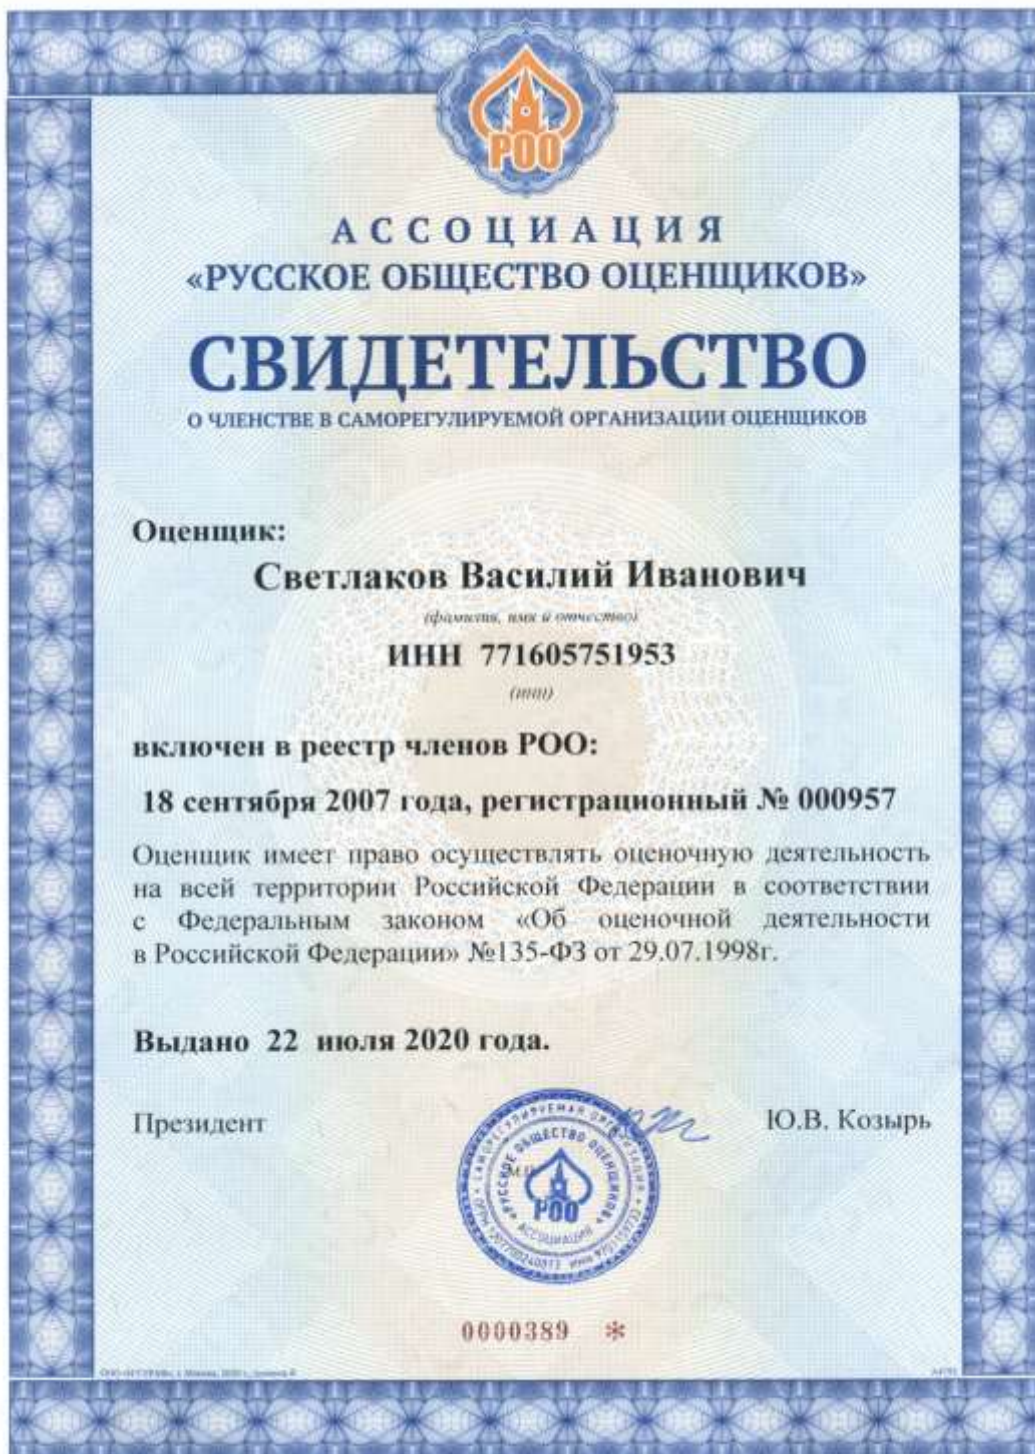 РОО
АССОЦИАЦИЯ
«РУССКОЕ ОБЩЕСТВО ОЦЕНЩИКОВ»
СВИДЕТЕЛЬСТВО
О ЧЛЕНСТВЕ В САМОРЕГУЛИРУЕМОЙ ОРГАНИЗАЦИИ ОЦЕНЩИКОВ
Оценщик:
Светлаков Василий Иванович
(фамилия, имя и отчество)
ИНН 771605751953
(инн)
включен в реестр членов РОО:
18 сентября 2007 года, регистрационный № 000957
Оценщик имеет право осуществлять оценочную деятельность
на всей территории Российской Федерации в соответствии
с Федеральным законом «Об оценочной деятельности
в Российской Федерации» №135-ФЗ от 29.07.1998г.
Выдано 22 июля 2020 года.
Президент
Ю.В. Козырь
САМОРЕГУЛИРУЕМАЯ ОРГАНИЗАЦИЯ
«РУССКОЕ ОБЩЕСТВО ОЦЕНЩИКОВ»
АССОЦИАЦИЯ
РОО
0000389 *